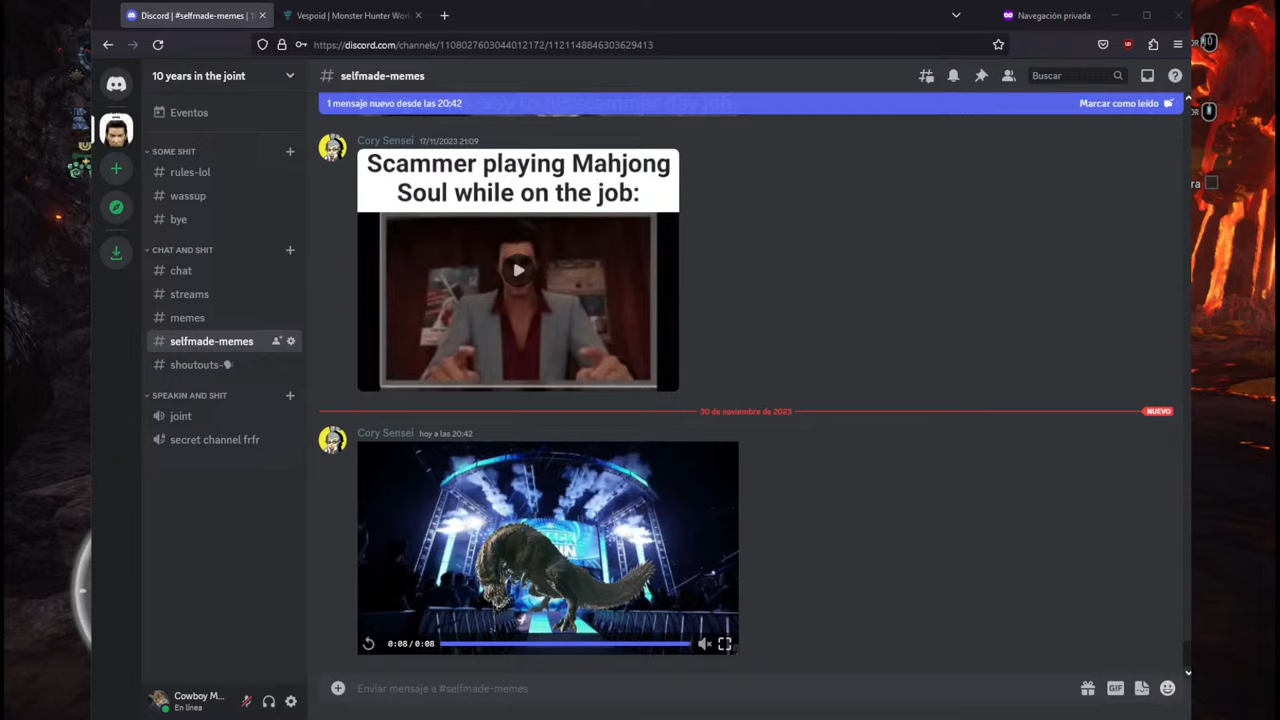 Discord | #selfmade-memes | 1
Vespoid | Monster Hunter Wor
Navegación privada
https://discord.com/channels/1108027603044012172/1121148846303629413
10 years in the joint
selfmade-memes
Buscar
1 mensaje nuevo desde las 20:42
Marcar como leído
Eventos
SOME SHIT
rules-lol
wassup
bye
CHAT AND SHIT
chat
streams
memes
selfmade-memes
shoutouts-
SPEAKIN AND SHIT
joint
secret channel frfr
Cory Sensei 17/11/2023 21:09
Scammer playing Mahjong
Soul while on the job:
30 de noviembre de 2023
NUEVO
Cory Sensei hoy a las 20:42
0:08/0:08
Cowboy M...
En línea
Enviar mensaje a #selfmade-memes
GIF